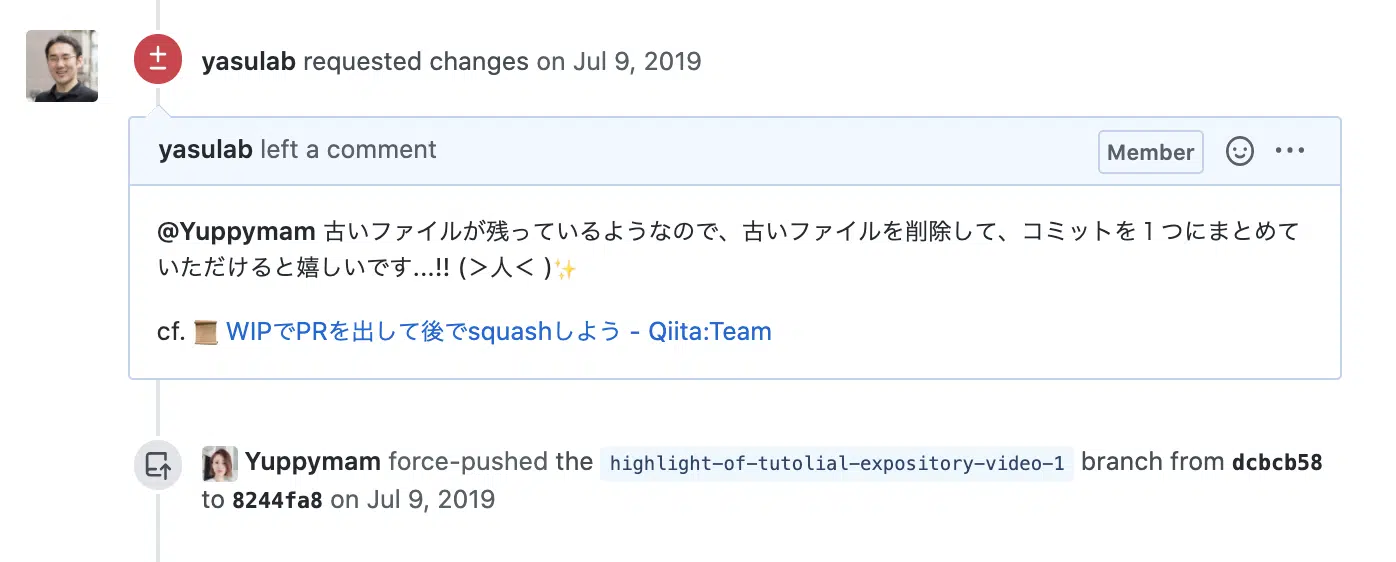 yasulab requested changes on Jul 9, 2019
yasulab left a comment
Member
@Yuppymam 古いファイルが残っているようなので、古いファイルを削除して、コミットを１つにまとめて
いただけると嬉しいです...!! (＞人＜ )✨
cf. 📜 WIPでPRを出して後でsquashしよう - Qiita:Team
Yuppymam force-pushed the highlight-of-tutolial-expository-video-1 branch from dcbcb58
to 8244fa8 on Jul 9, 2019